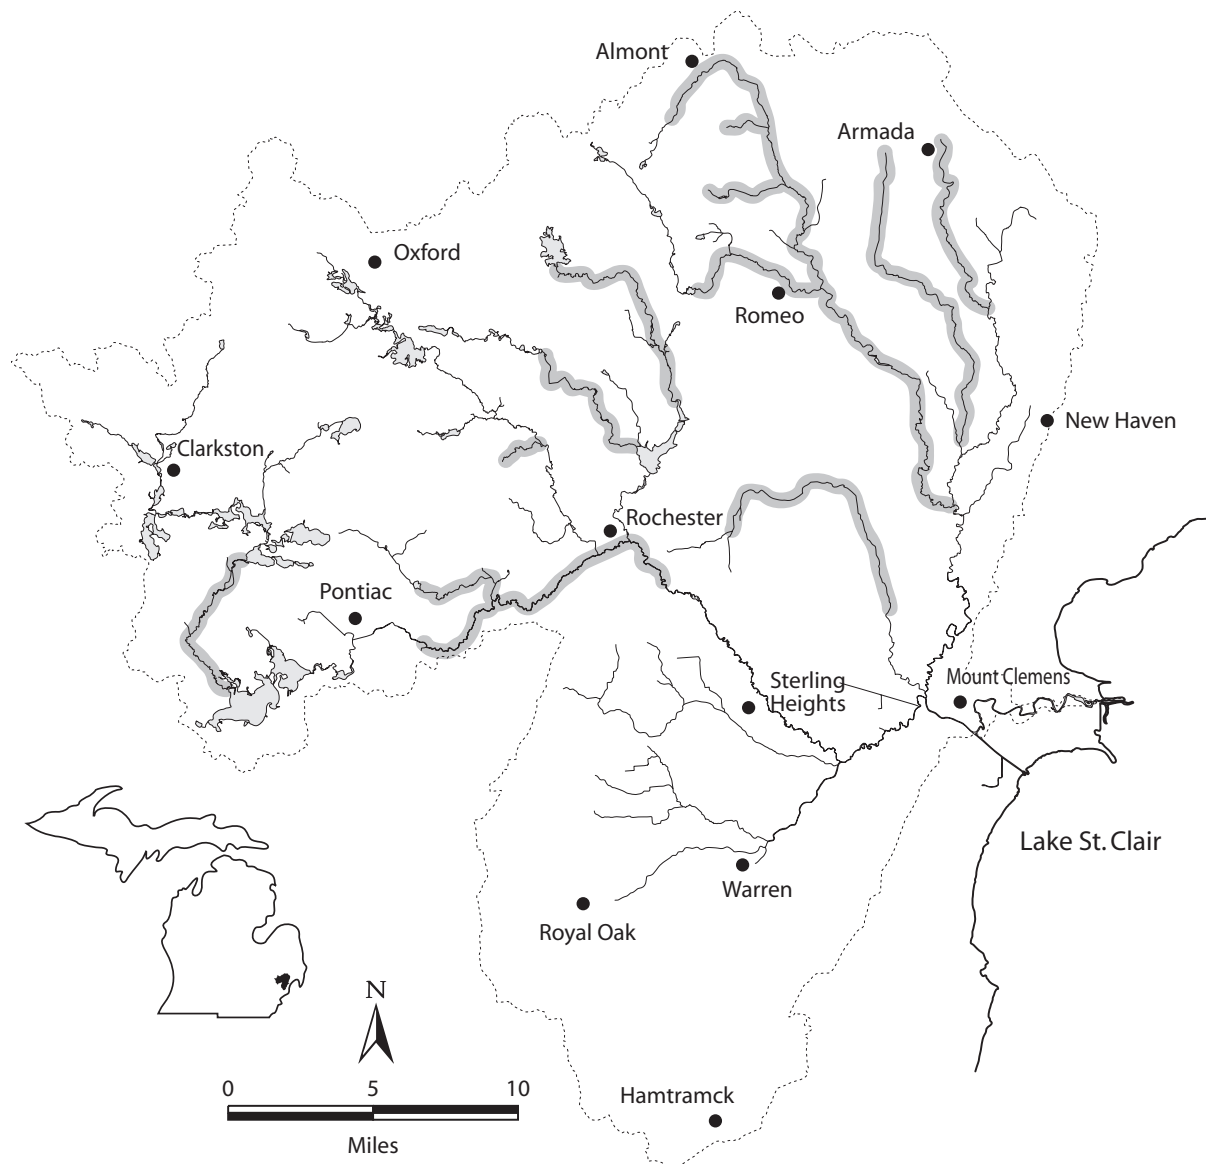 Almont
Armada
Oxford
Romeo
New Haven
Clarkston
Rochester
Pontiac
Mount Clemens
Sterling
Heights
Lake St. Clair
Warren
Royal Oak
N
0 5 10
Miles
Hamtramck